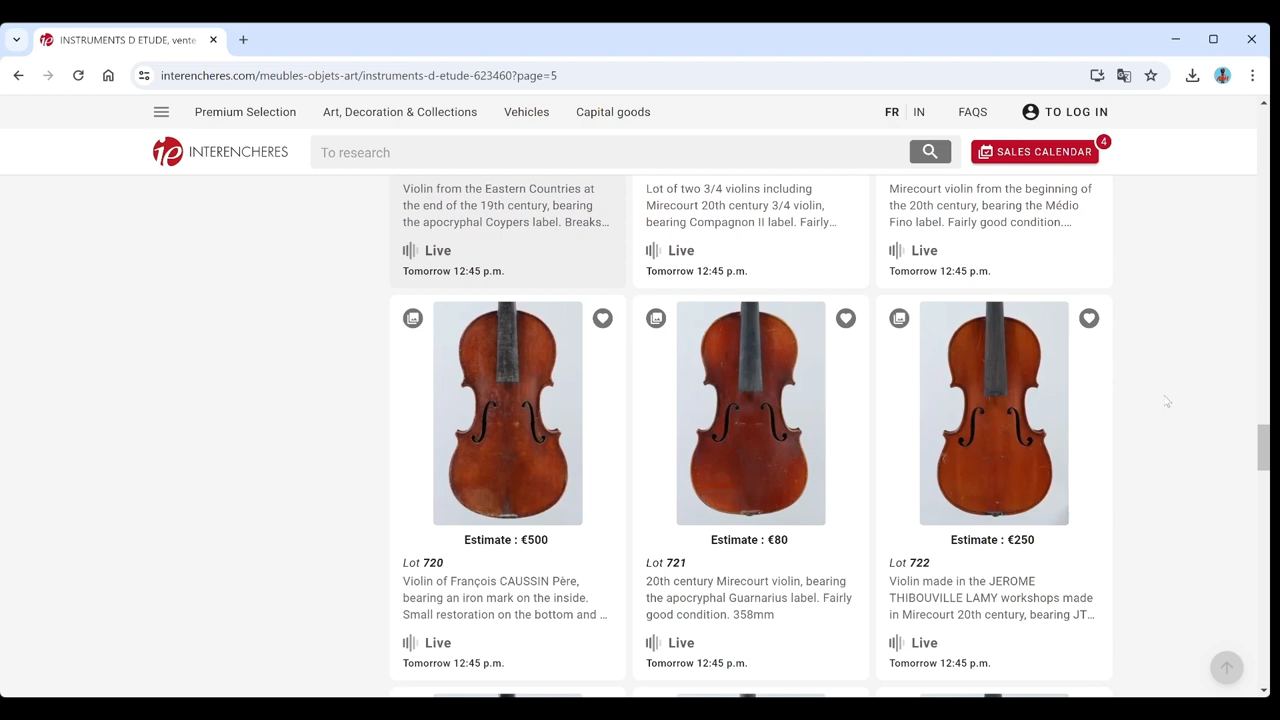 INSTRUMENTS D ETUDE, vente
interencheres.com/meubles-objets-art/instruments-d-etude-623460?page=5
Premium Selection Art, Decoration & Collections Vehicles Capital goods FR IN FAQS TO LOG IN
INTERENCHERES To research SALES CALENDAR 4
Violin from the Eastern Countries at
the end of the 19th century, bearing
the apocryphal Coypers label. Breaks...
Live
Tomorrow 12:45 p.m.
Lot of two 3/4 violins including
Mirecourt 20th century 3/4 violin,
bearing Compagnon II label. Fairly...
Live
Tomorrow 12:45 p.m.
Mirecourt violin from the beginning of
the 20th century, bearing the Médio
Fino label. Fairly good condition....
Live
Tomorrow 12:45 p.m.
Estimate : €500
Lot 720
Violin of François CAUSSIN Père,
bearing an iron mark on the inside.
Small restoration on the bottom and ...
Live
Tomorrow 12:45 p.m.
Estimate : €80
Lot 721
20th century Mirecourt violin, bearing
the apocryphal Guarnarius label. Fairly
good condition. 358mm
Live
Tomorrow 12:45 p.m.
Estimate : €250
Lot 722
Violin made in the JEROME
THIBOUVILLE LAMY workshops made
in Mirecourt 20th century, bearing JT...
Live
Tomorrow 12:45 p.m.